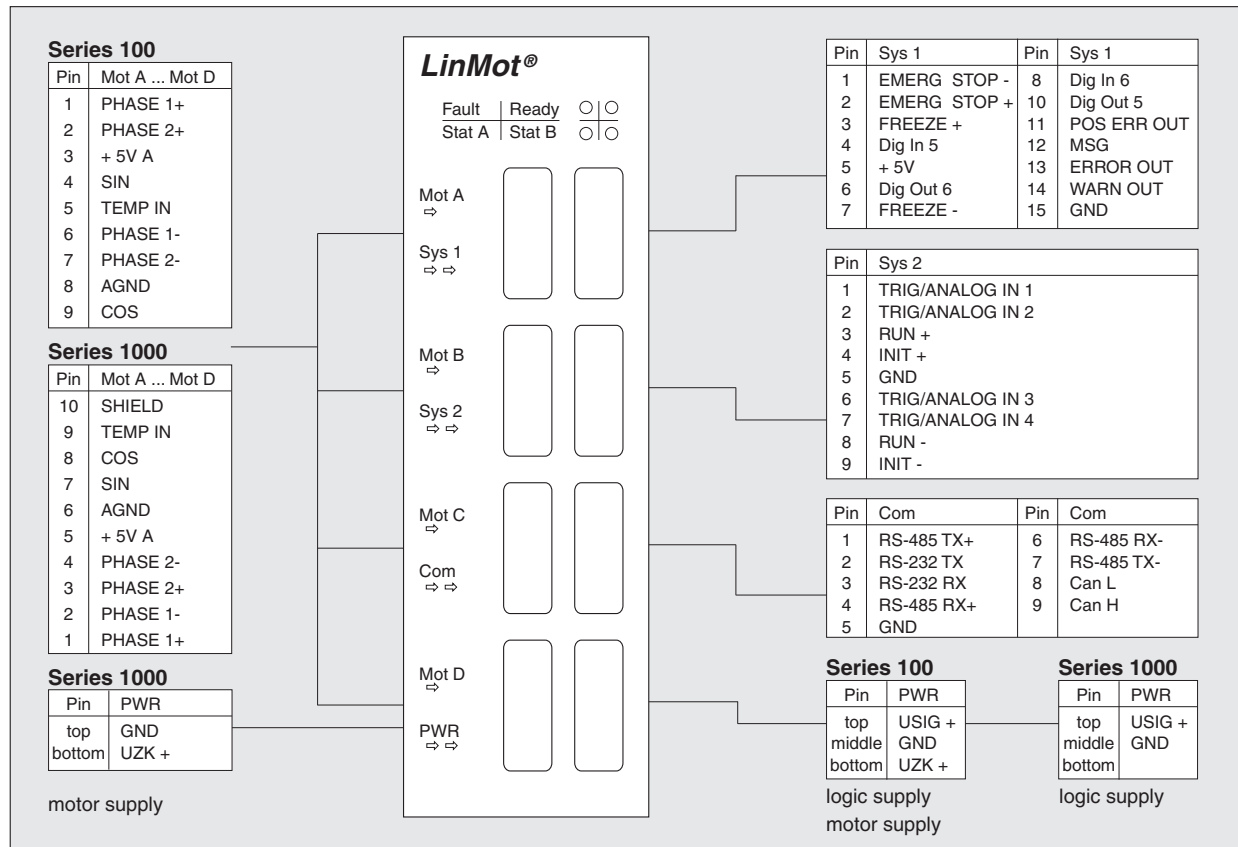 Series 100
Pin Mot A ... Mot D
1 PHASE 1+
2 PHASE 2+
3 + 5V A
4 SIN
5 TEMP IN
6 PHASE 1-
7 PHASE 2-
8 AGND
9 COS
Series 1000
Pin Mot A ... Mot D
10 SHIELD
9 TEMP IN
8 COS
7 SIN
6 AGND
5 + 5V A
4 PHASE 2-
3 PHASE 2+
2 PHASE 1-
1 PHASE 1+
Series 1000
Pin PWR
top GND
bottom UZK +
motor supply
LinMot®
Fault Ready
Stat A Stat B
Mot A
⇨
Sys 1
⇨ ⇨
Mot B
⇨
Sys 2
⇨ ⇨
Mot C
⇨
Com
⇨ ⇨
Mot D
⇨
PWR
⇨ ⇨
Pin Sys 1 Pin Sys 1
1 EMERG STOP - 8 Dig In 6
2 EMERG STOP + 10 Dig Out 5
3 FREEZE + 11 POS ERR OUT
4 Dig In 5 12 MSG
5 + 5V 13 ERROR OUT
6 Dig Out 6 14 WARN OUT
7 FREEZE - 15 GND
Pin Sys 2
1 TRIG/ANALOG IN 1
2 TRIG/ANALOG IN 2
3 RUN +
4 INIT +
5 GND
6 TRIG/ANALOG IN 3
7 TRIG/ANALOG IN 4
8 RUN -
9 INIT -
Pin Com Pin Com
1 RS-485 TX+ 6 RS-485 RX-
2 RS-232 TX 7 RS-485 TX-
3 RS-232 RX 8 Can L
4 RS-485 RX+ 9 Can H
5 GND
Series 100
Pin PWR
top USIG +
middle GND
bottom UZK +
logic supply
motor supply
Series 1000
Pin PWR
top USIG +
middle GND
bottom
logic supply